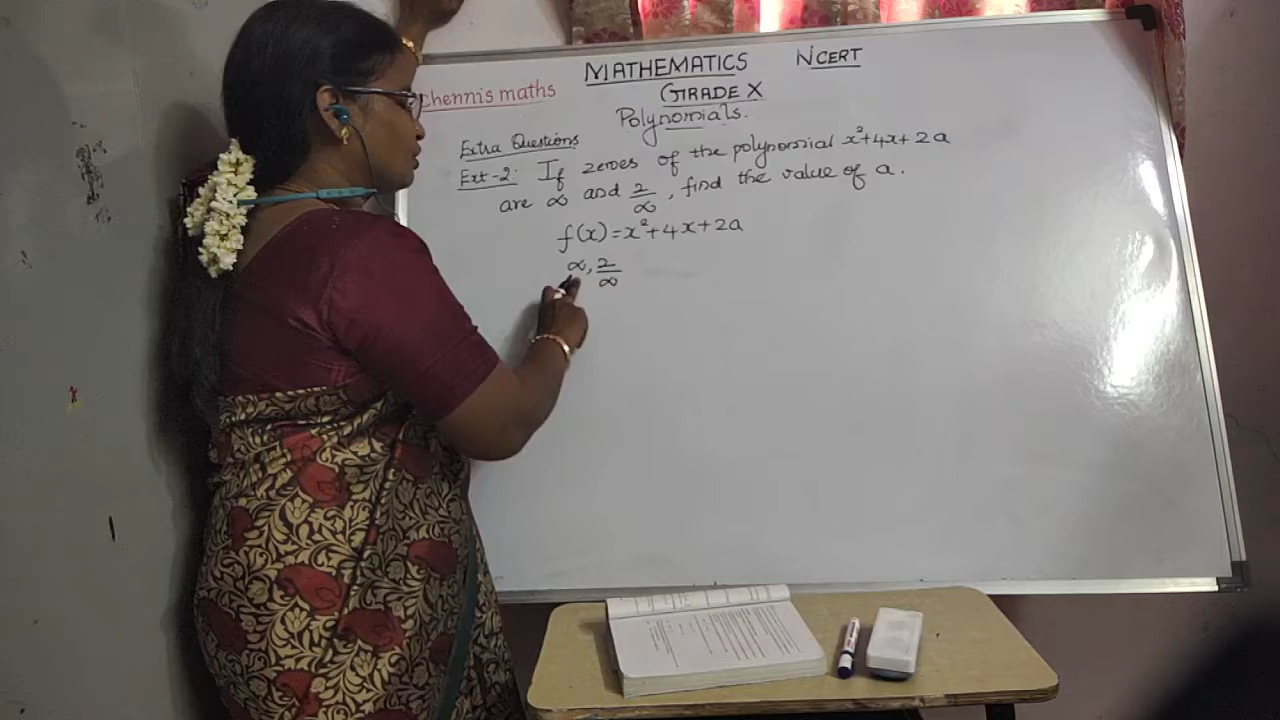 MATHEMATICS NCERT
chennis maths
GRADE X
Polynomials.
Extra Questions
Ext-2: If zeroes of the polynomial x²+4x+2a
are ∝ and 2/∝, find the value of a.
f(x)=x²+4x+2a
∝, 2/∝